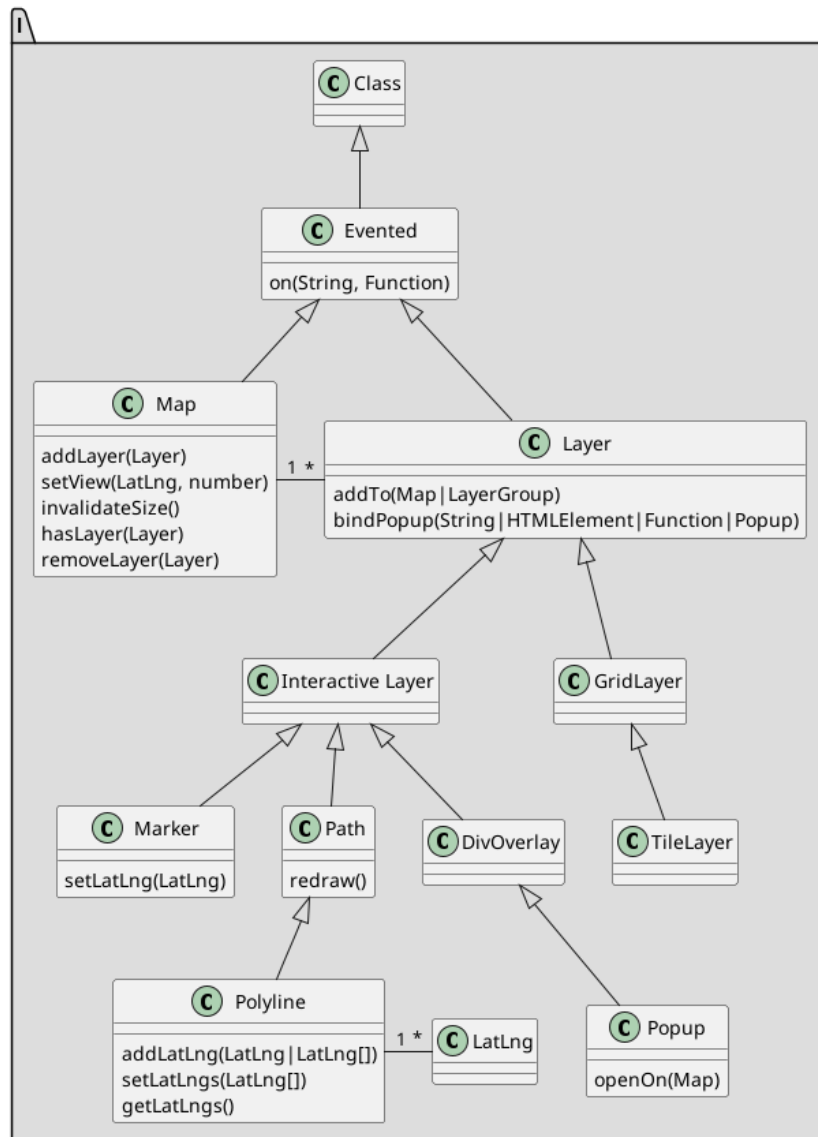 l
C Class
C Evented
on(String, Function)
C Map
addLayer(Layer)
setView(LatLng, number)
invalidateSize()
hasLayer(Layer)
removeLayer(Layer)
1 *
C Layer
addTo(Map|LayerGroup)
bindPopup(String|HTMLElement|Function|Popup)
C Interactive Layer
C GridLayer
C Marker
setLatLng(LatLng)
C Path
redraw()
C DivOverlay
C TileLayer
C Polyline
addLatLng(LatLng|LatLng[])
setLatLngs(LatLng[])
getLatLngs()
1 *
C LatLng
C Popup
openOn(Map)